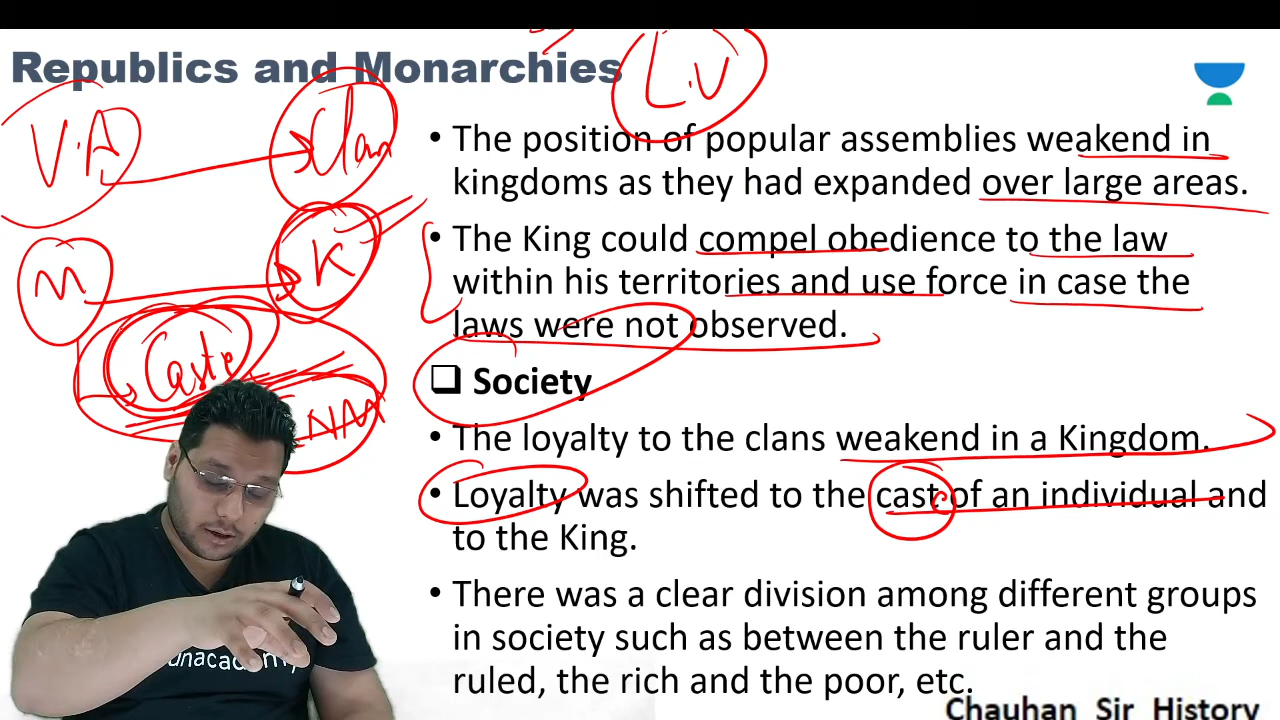 Republics and Monarchies
L.V
V.A
Clan
M
K
Caste
• The position of popular assemblies weakend in
kingdoms as they had expanded over large areas.
• The King could compel obedience to the law
within his territories and use force in case the
laws were not observed.
❑ Society
• The loyalty to the clans weakend in a Kingdom.
• Loyalty was shifted to the cast of an individual and
to the King.
• There was a clear division among different groups
in society such as between the ruler and the
ruled, the rich and the poor, etc.
unacademy
Chauhan Sir History